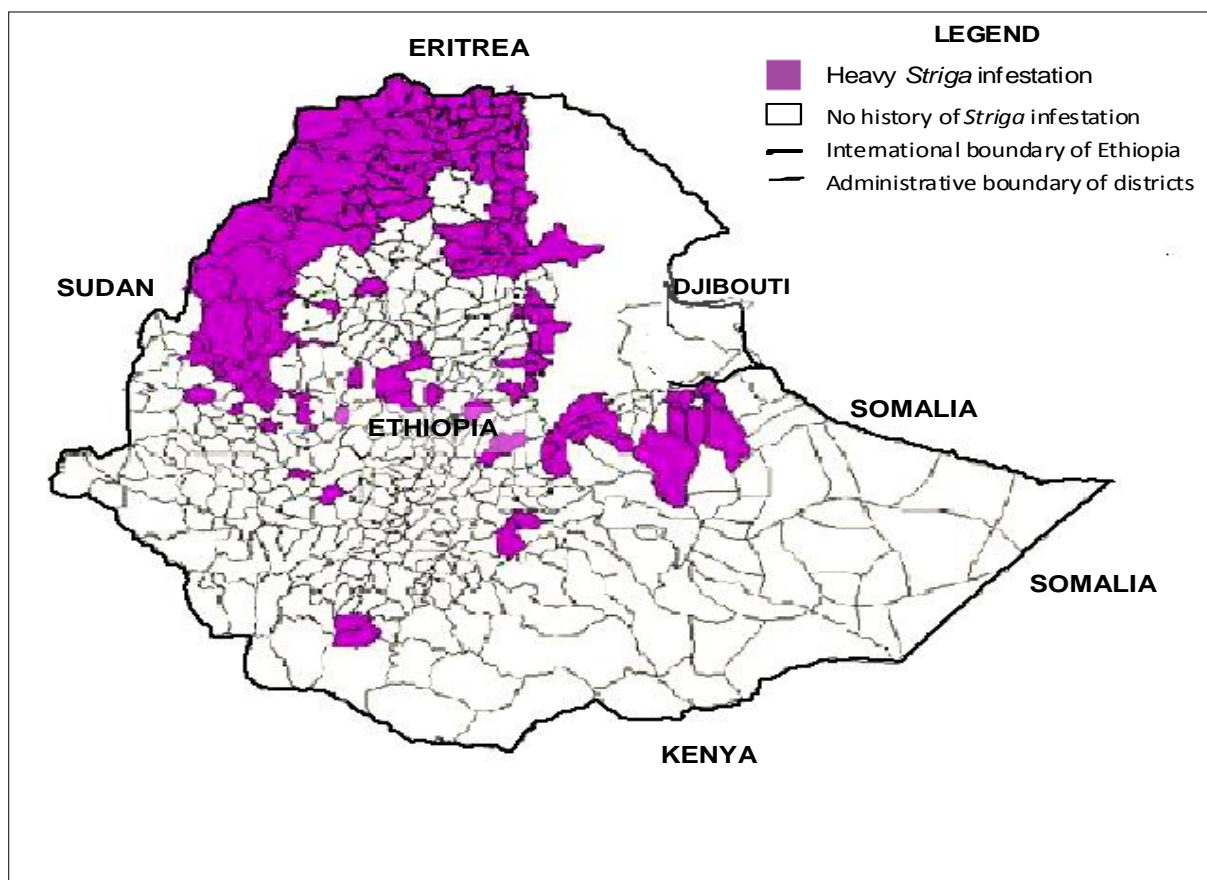 ERITREA
LEGEND
Heavy Striga infestation
No history of Striga infestation
International boundary of Ethiopia
Administrative boundary of districts
SUDAN
DJIBOUTI
SOMALIA
ETHIOPIA
SOMALIA
KENYA